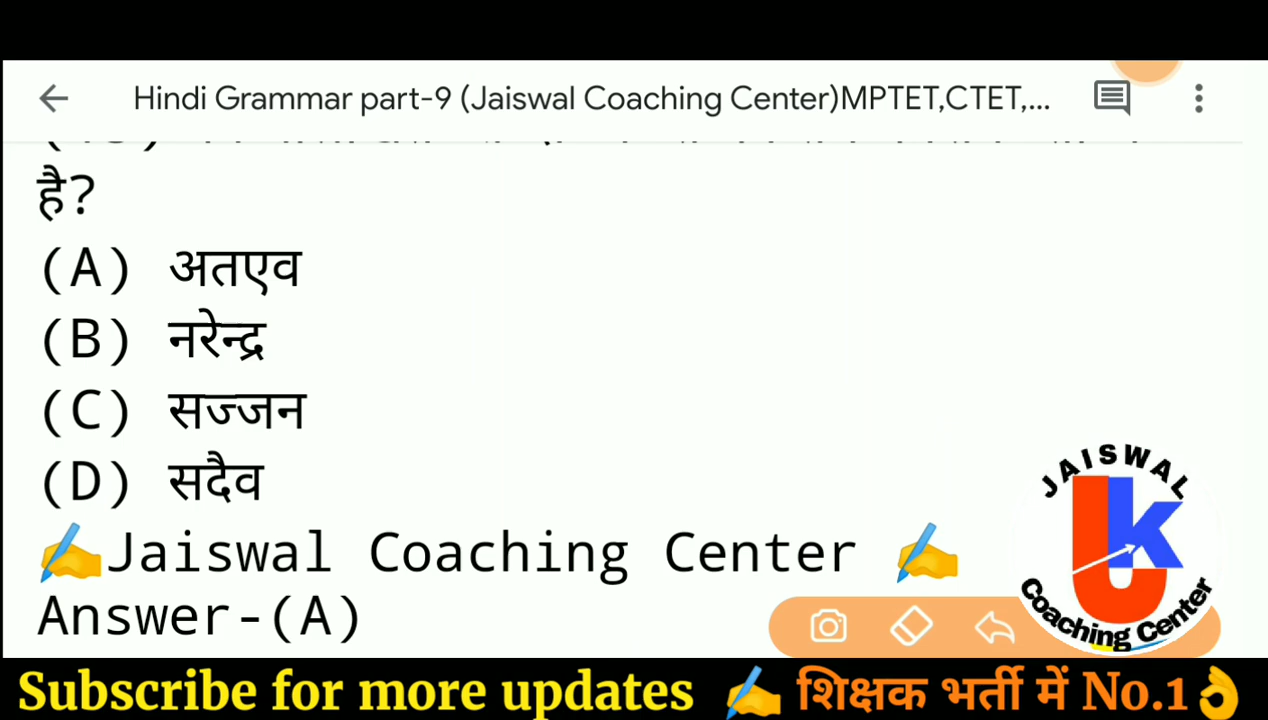 Hindi Grammar part-9 (Jaiswal Coaching Center)MPTET,CTET,...
है?
(A) अतएव
(B) नरेन्द्र
(C) सज्जन
(D) सदैव
✍️Jaiswal Coaching Center ✍️
Answer-(A)
JAISWAL
JK
Coaching Center
Subscribe for more updates ✍️ शिक्षक भर्ती में No.1👌